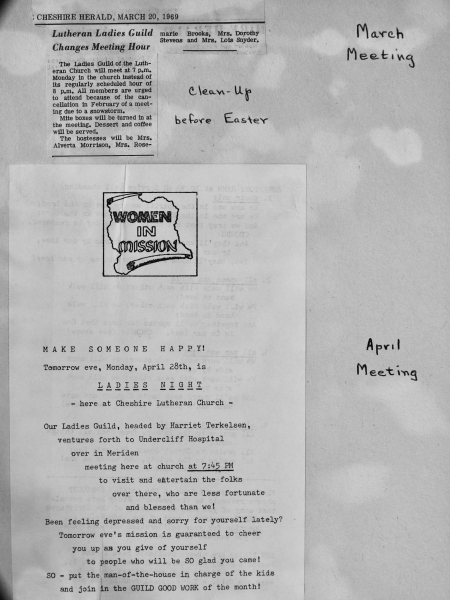 : CHESHIRE HERALD, MARCH 20, 1969
Lutheran Ladies Guild
Changes Meeting Hour
The Ladies Guild of the Luth-
eran Church will meet at 7 p.m.
Monday in the church instead of
its regularly scheduled hour of
8 p.m. All members are urged
to attend because of the can-
cellation in February of a meet-
ing due to a snowstorm.
Mite boxes will be turned in at
the meeting. Dessert and coffee
will be served.
The hostesses will be Mrs.
Alverta Morrison, Mrs. Rose-
marie Brooks, Mrs. Dorothy
Stevens and Mrs. Lois Snyder.
Clean-Up
before Easter
March
Meeting
WOMEN
IN
MISSION
MAKE SOMEONE HAPPY!
Tomorrow eve, Monday, April 28th, is
LADIES NIGHT
- here at Cheshire Lutheran Church -
Our Ladies Guild, headed by Harriet Terkelsen,
ventures forth to Undercliff Hospital
over in Meriden
meeting here at church at 7:45 PM
to visit and entertain the folks
over there, who are less fortunate
and blessed than we!
Been feeling depressed and sorry for yourself lately?
Tomorrow eve's mission is guaranteed to cheer
you up as you give of yourself
to people who will be SO glad you came!
SO - put the man-of-the-house in charge of the kids
and join in the GUILD GOOD WORK of the month!
April
Meeting